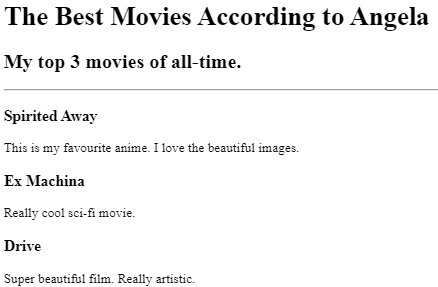 The Best Movies According to Angela
My top 3 movies of all-time.
Spirited Away
This is my favourite anime. I love the beautiful images.
Ex Machina
Really cool sci-fi movie.
Drive
Super beautiful film. Really artistic.